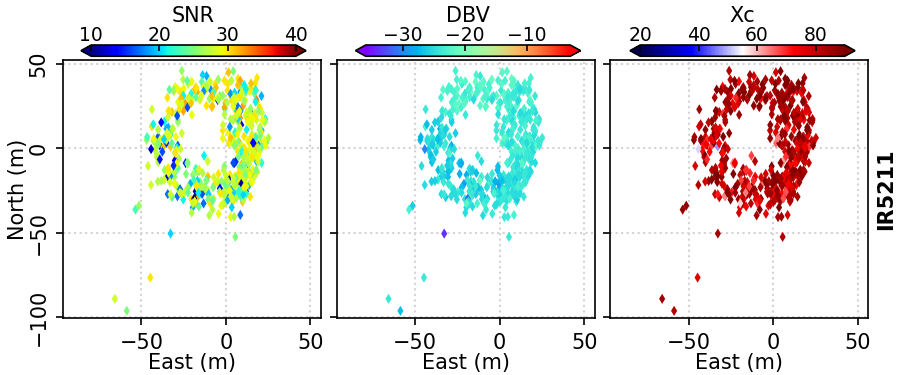 SNR DBV Xc
10 20 30 40 −30 −20 −10 20 40 60 80
50
0
−50
−100
North (m)
−50 0 50 −50 0 50 −50 0 50
East (m) East (m) East (m)
IR5211